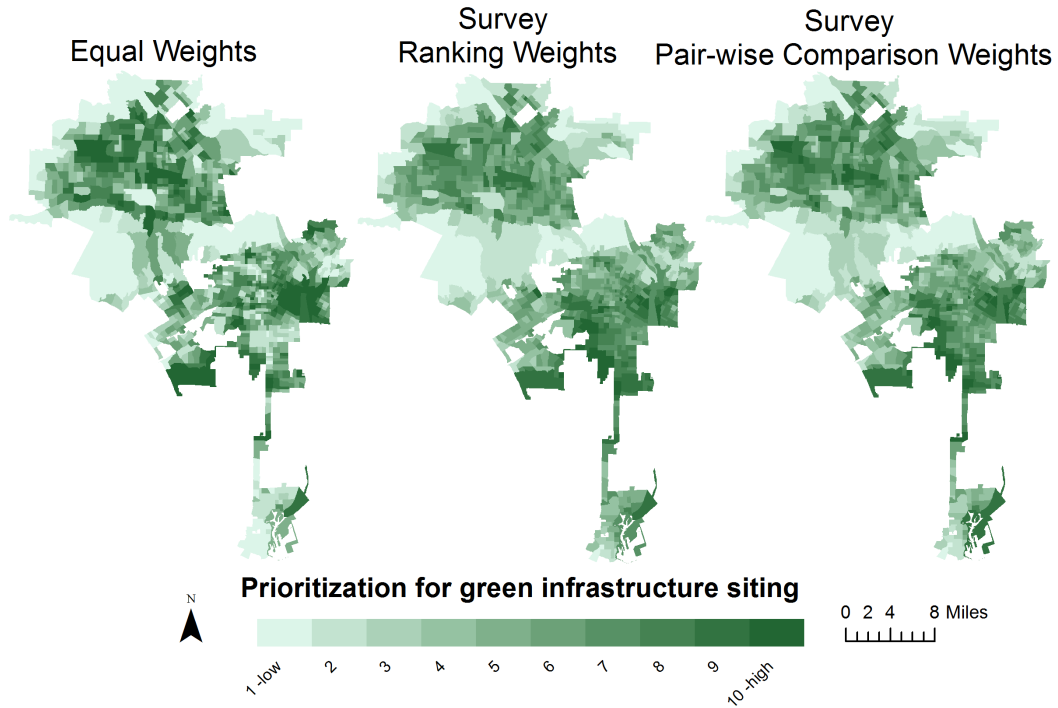 Equal Weights
Survey
Ranking Weights
Survey
Pair-wise Comparison Weights
Prioritization for green infrastructure siting
N
1 -low
2
3
4
5
6
7
8
9
10 -high
0 2 4 8 Miles